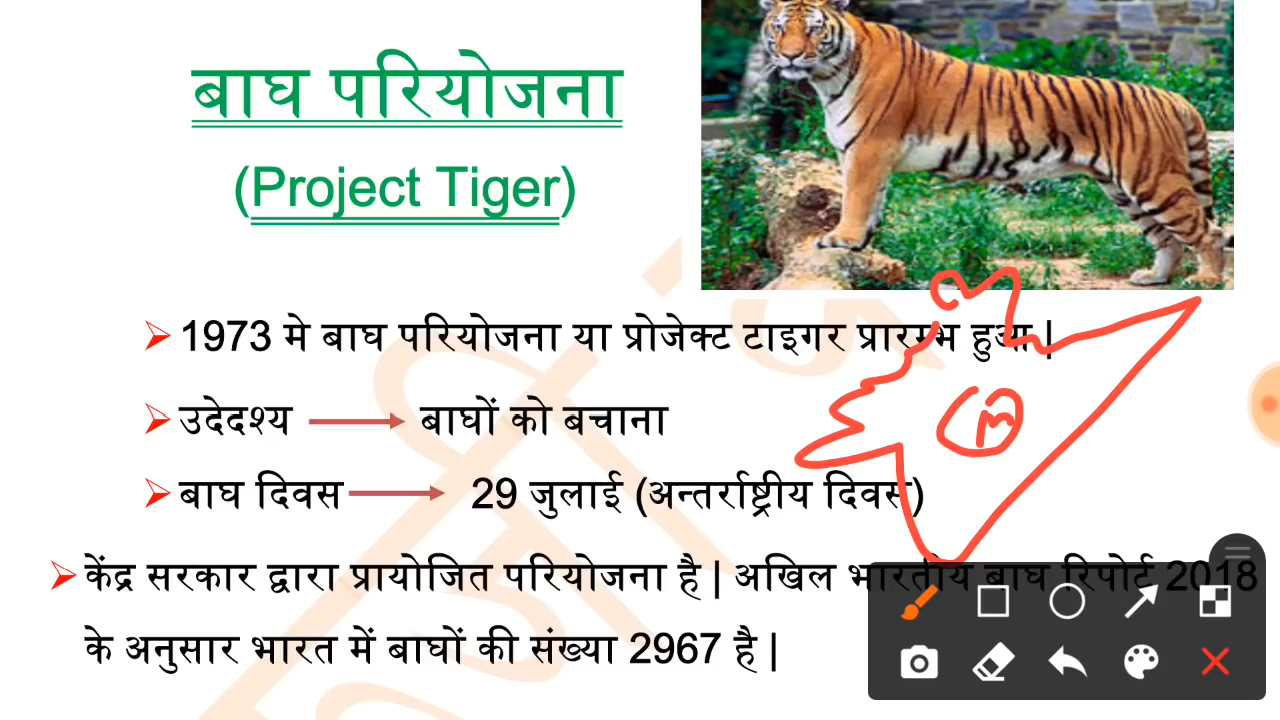 बाघ परियोजना
(Project Tiger)
1973 मे बाघ परियोजना या प्रोजेक्ट टाइगर प्रारम्भ हुआ |
उदेदश्य बाघों को बचाना
बाघ दिवस 29 जुलाई (अन्तर्राष्ट्रीय दिवस)
केंद्र सरकार द्वारा प्रायोजित परियोजना है | अखिल भारतीय बाघ रिपोर्ट 2018
के अनुसार भारत में बाघों की संख्या 2967 है |